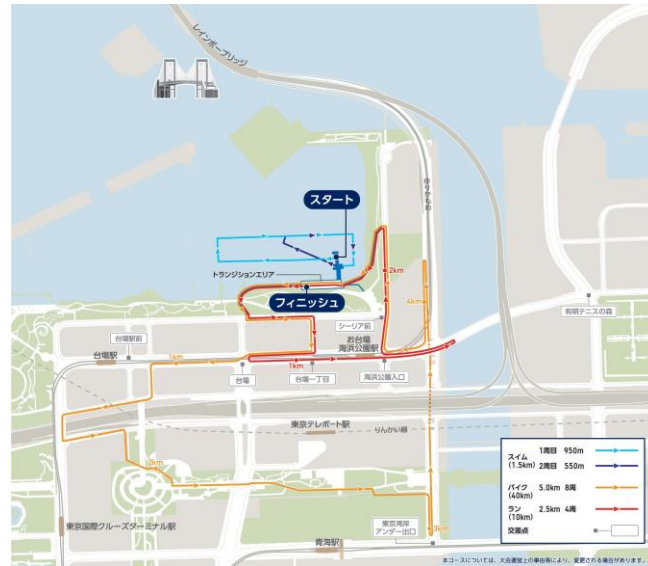 レインボーブリッジ
ゆりかもめ
スタート
トランジションエリア
2km
フィニッシュ
4km
シーリア前
有明テニスの森
台場駅前
お台場
海浜公園駅
台場駅
1km
1km
台場
台場一丁目
海浜公園入口
東京テレポート駅
りんかい線
2km
東京国際クルーズターミナル駅
青海駅
東京湾岸
アンダー出口
3km
スイム
(1.5km)
1周目 950m
2周目 550m
バイク
(40km)
5.0km 8周
ラン
(10km)
2.5km 4周
交差点
本コースについては、大会運営上の事由等により、変更される場合があります。